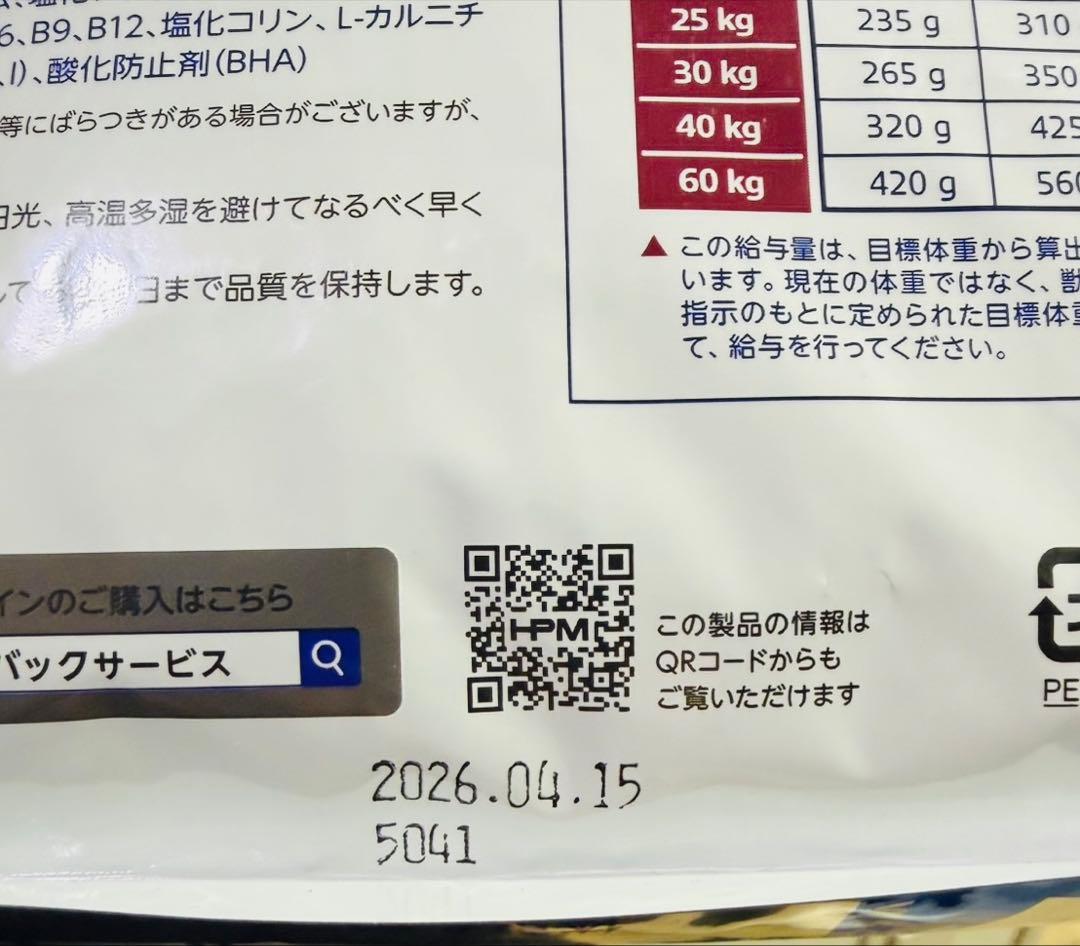 6、B9、B12、塩化コリン、L-カルニチ
、I)、酸化防止剤(BHA)
等にばらつきがある場合がございますが、
日光、高温多湿を避けてなるべく早く
日まで品質を保持します。
25 kg 235 g 310
30 kg 265 g 350
40 kg 320 g 425
60 kg 420 g 560
▲ この給与量は、目標体重から算出
います。現在の体重ではなく、獣
指示のもとに定められた目標体重
て、給与を行ってください。
インのご購入はこちら
バックサービス
HPM
この製品の情報は
QRコードからも
ご覧いただけます
PE
2026.04.15
5041